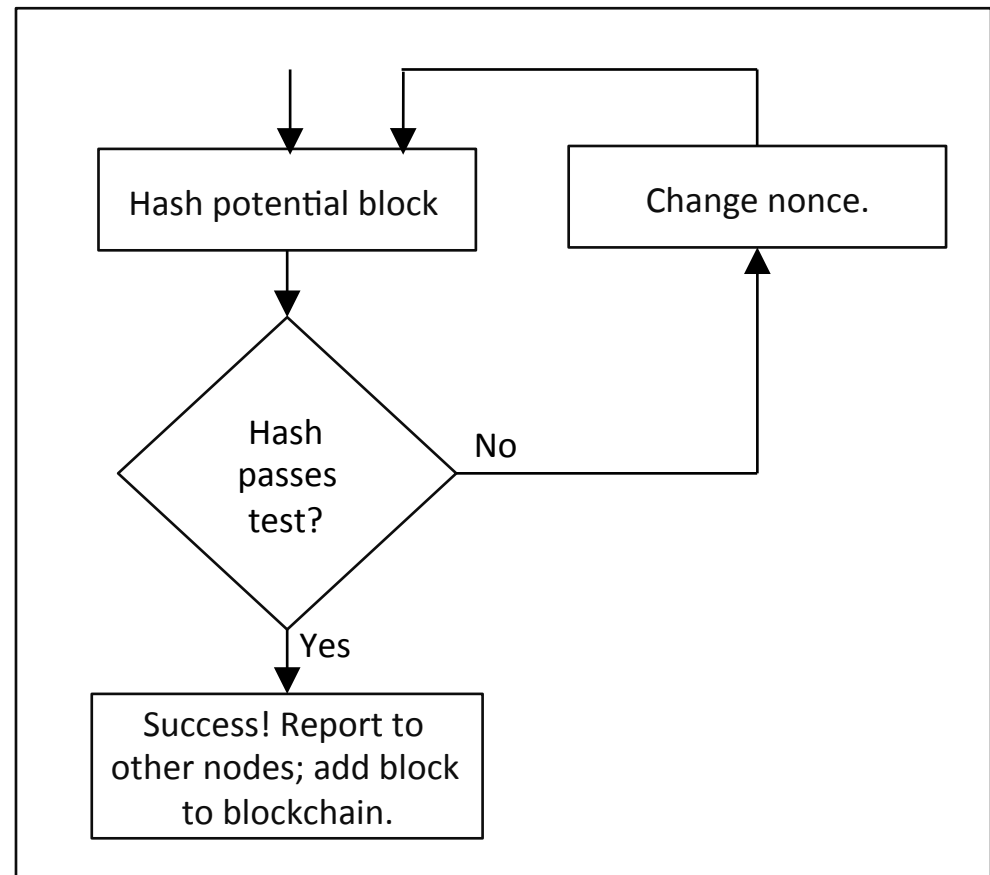 Hash potential block
Change nonce.
Hash
passes
test?
No
Yes
Success! Report to
other nodes; add block
to blockchain.